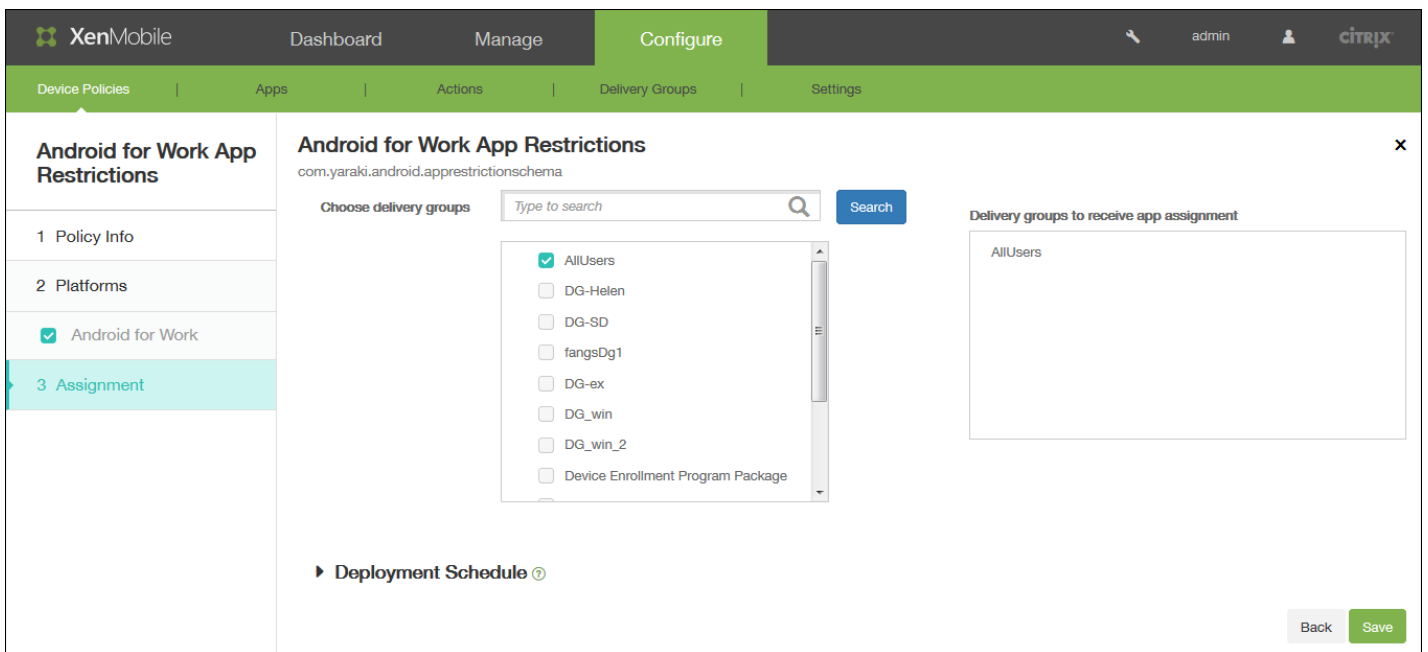 XenMobile Dashboard Manage Configure admin CITRIX
Device Policies | Apps | Actions | Delivery Groups | Settings
Android for Work App
Restrictions
1 Policy Info
2 Platforms
Android for Work
3 Assignment
Android for Work App Restrictions x
com.yaraki.android.apprestrictionschema
Choose delivery groups Type to search Search
AllUsers
DG-Helen
DG-SD
fangsDg1
DG-ex
DG_win
DG_win_2
Device Enrollment Program Package
Delivery groups to receive app assignment
AllUsers
Deployment Schedule ?
Back Save